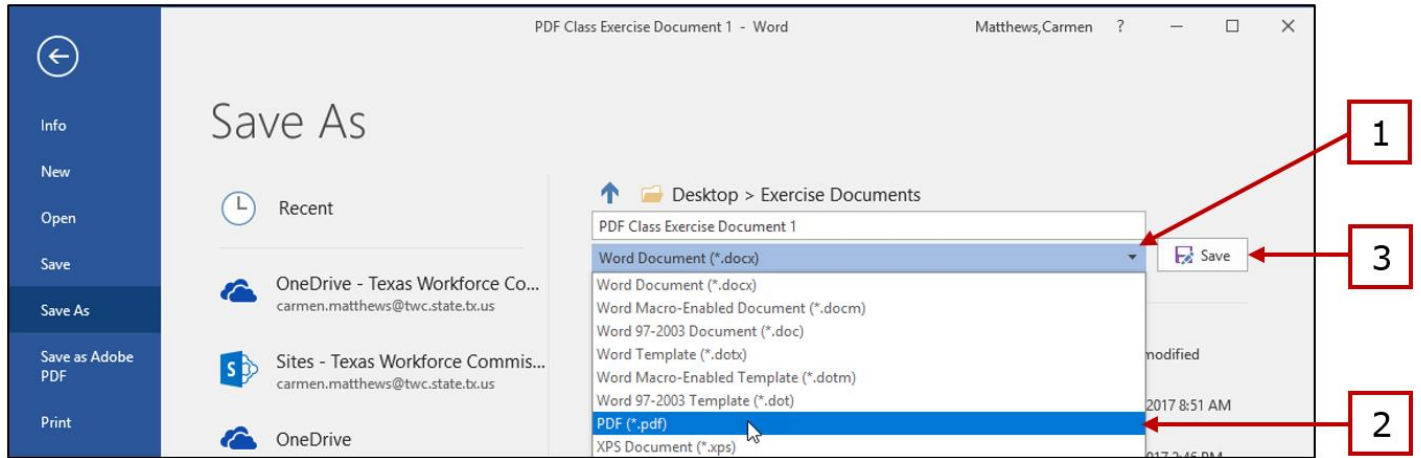 PDF Class Exercise Document 1 - Word
Matthews,Carmen ?
Info
New
Open
Save
Save As
Save as Adobe
PDF
Print
Save As
Recent
OneDrive - Texas Workforce Co...
carmen.matthews@twc.state.tx.us
Sites - Texas Workforce Commis...
carmen.matthews@twc.state.tx.us
OneDrive
Desktop > Exercise Documents
PDF Class Exercise Document 1
Word Document (*.docx)
Save
Word Document (*.docx)
Word Macro-Enabled Document (*.docm)
Word 97-2003 Document (*.doc)
Word Template (*.dotx)
Word Macro-Enabled Template (*.dotm)
Word 97-2003 Template (*.dot)
PDF (*.pdf)
XPS Document (*.xps)
modified
2017 8:51 AM
2:46 PM
1
3
2